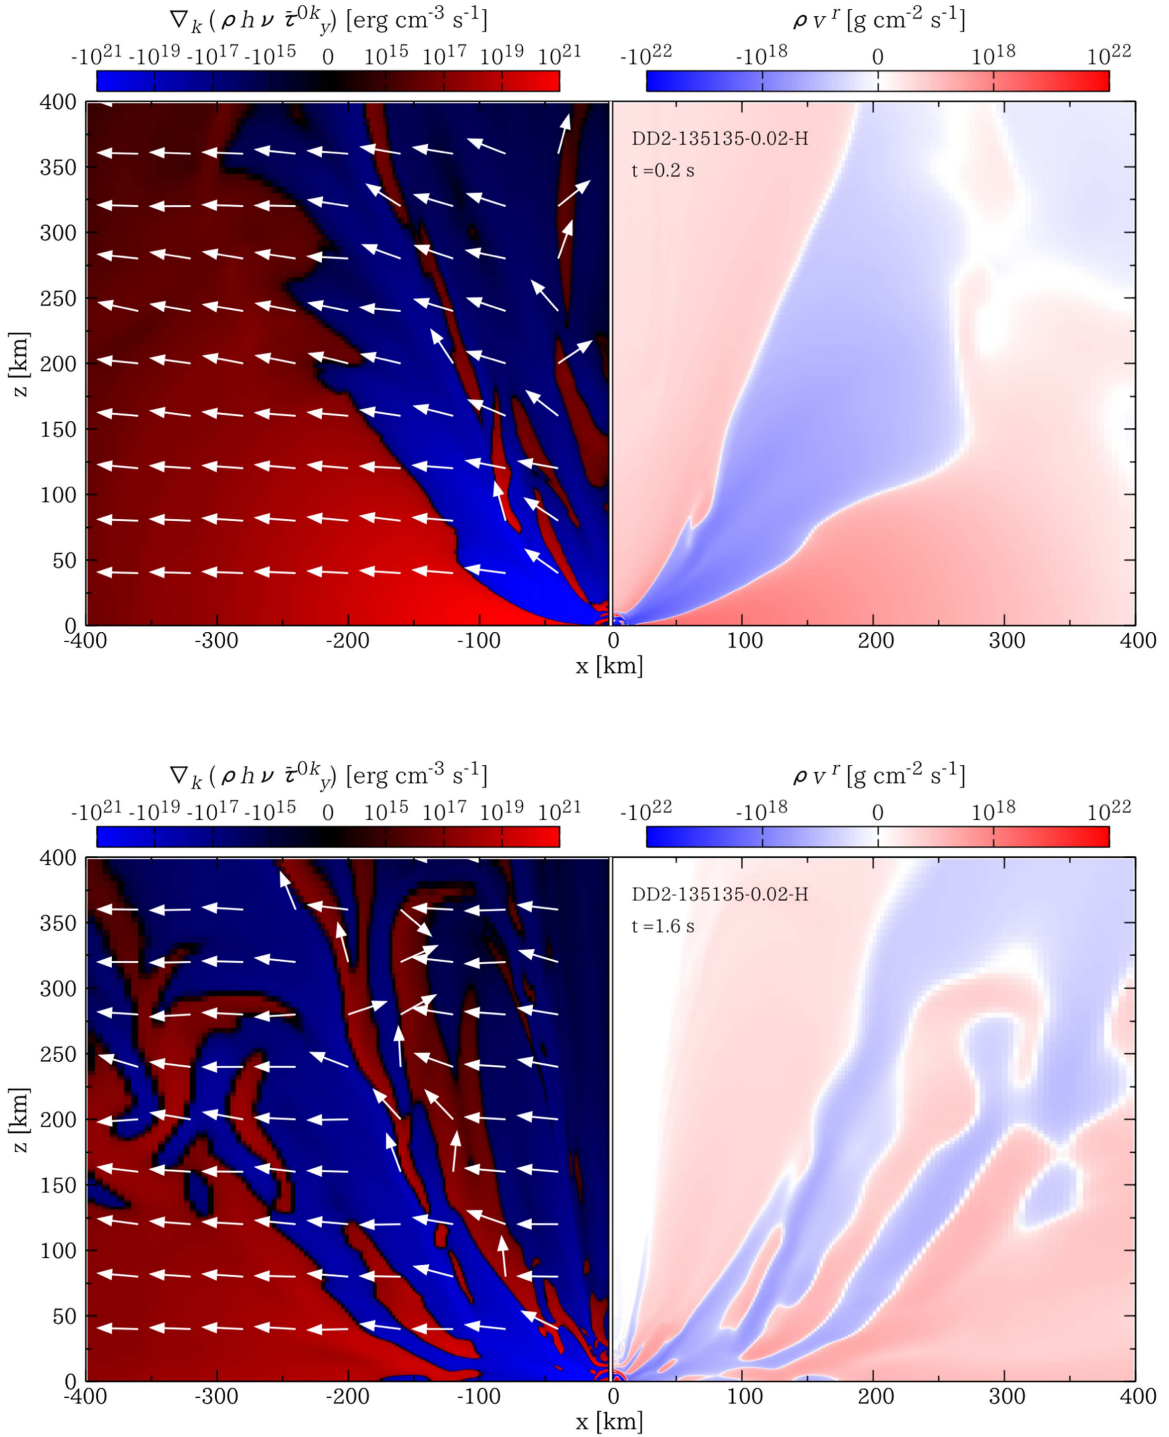 ∇k ( ρ h ν τ̄^0k_y) [erg cm-3 s-1]
ρ v^r [g cm-2 s-1]
-10^21 -10^19 -10^17 -10^15 0 10^15 10^17 10^19 10^21
-10^22 -10^18 0 10^18 10^22
400
350
300
250
200
150
100
50
0
z [km]
DD2-135135-0.02-H
t =0.2 s
-400 -300 -200 -100 0 100 200 300 400
x [km]
x [km]
∇k ( ρ h ν τ̄^0k_y) [erg cm-3 s-1]
ρ v^r [g cm-2 s-1]
-10^21 -10^19 -10^17 -10^15 0 10^15 10^17 10^19 10^21
-10^22 -10^18 0 10^18 10^22
400
350
300
250
200
150
100
50
0
z [km]
DD2-135135-0.02-H
t =1.6 s
-400 -300 -200 -100 0 100 200 300 400
x [km]
x [km]